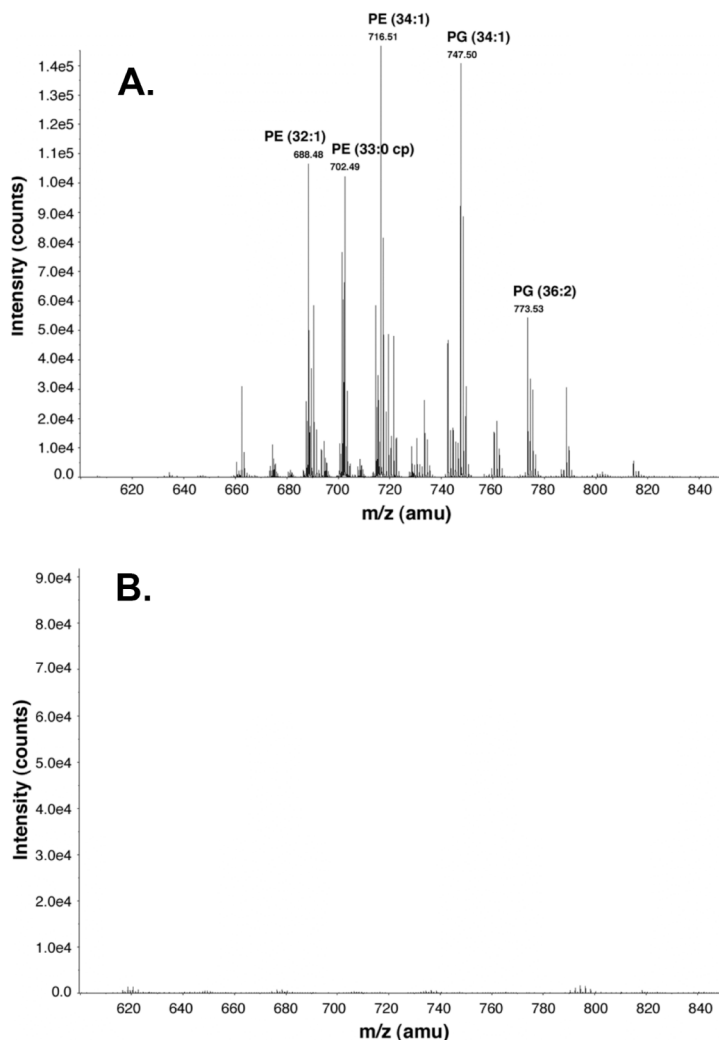 A.
PE (34:1)
716.51
PG (34:1)
747.50
PE (32:1)
688.48
PE (33:0 cp)
702.49
PG (36:2)
773.53
Intensity (counts)
1.4e5
1.3e5
1.2e5
1.1e5
1.0e4
9.0e4
8.0e4
7.0e4
6.0e4
5.0e4
4.0e4
3.0e4
2.0e4
1.0e4
0.0
620 640 660 680 700 720 740 760 780 800 820 840
m/z (amu)
B.
Intensity (counts)
9.0e4
8.0e4
7.0e4
6.0e4
5.0e4
4.0e4
3.0e4
2.0e4
1.0e4
0.0
620 640 660 680 700 720 740 760 780 800 820 840
m/z (amu)